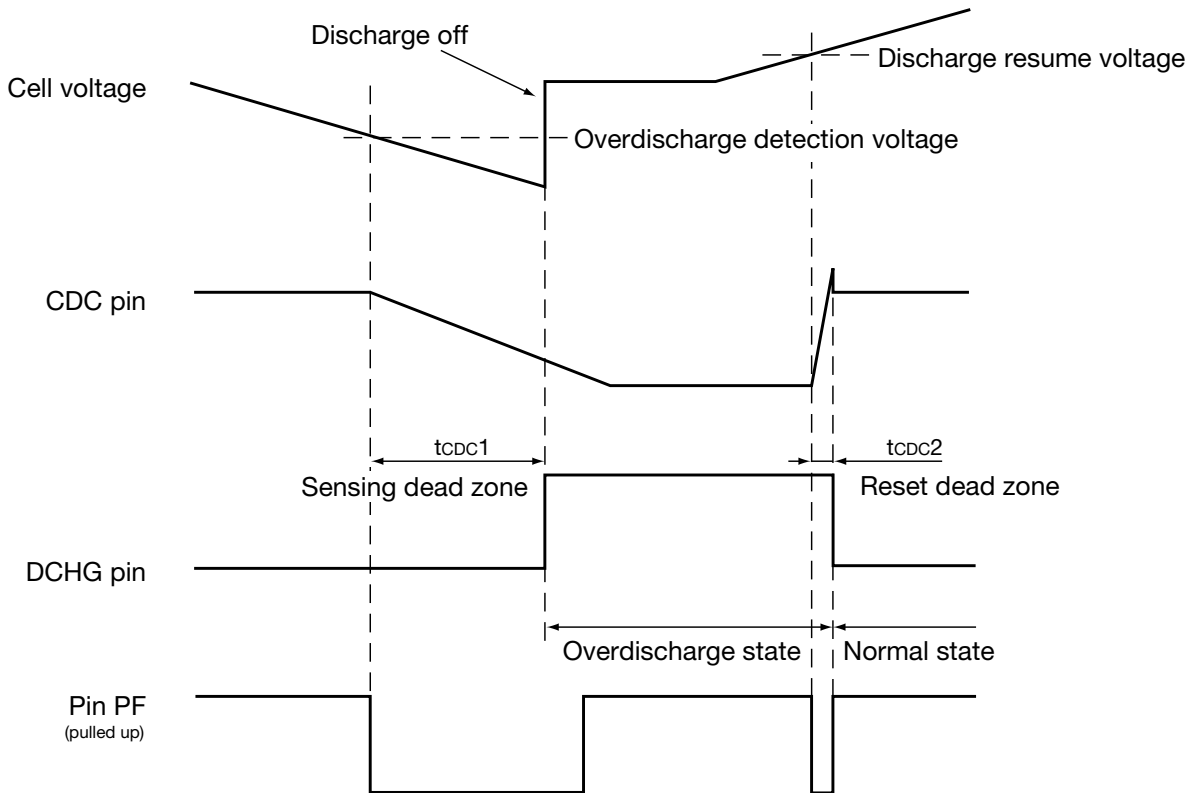 Discharge off
Discharge resume voltage
Cell voltage
Overdischarge detection voltage
CDC pin
tCDC1
tCDC2
Sensing dead zone
Reset dead zone
DCHG pin
Overdischarge state
Normal state
Pin PF
(pulled up)